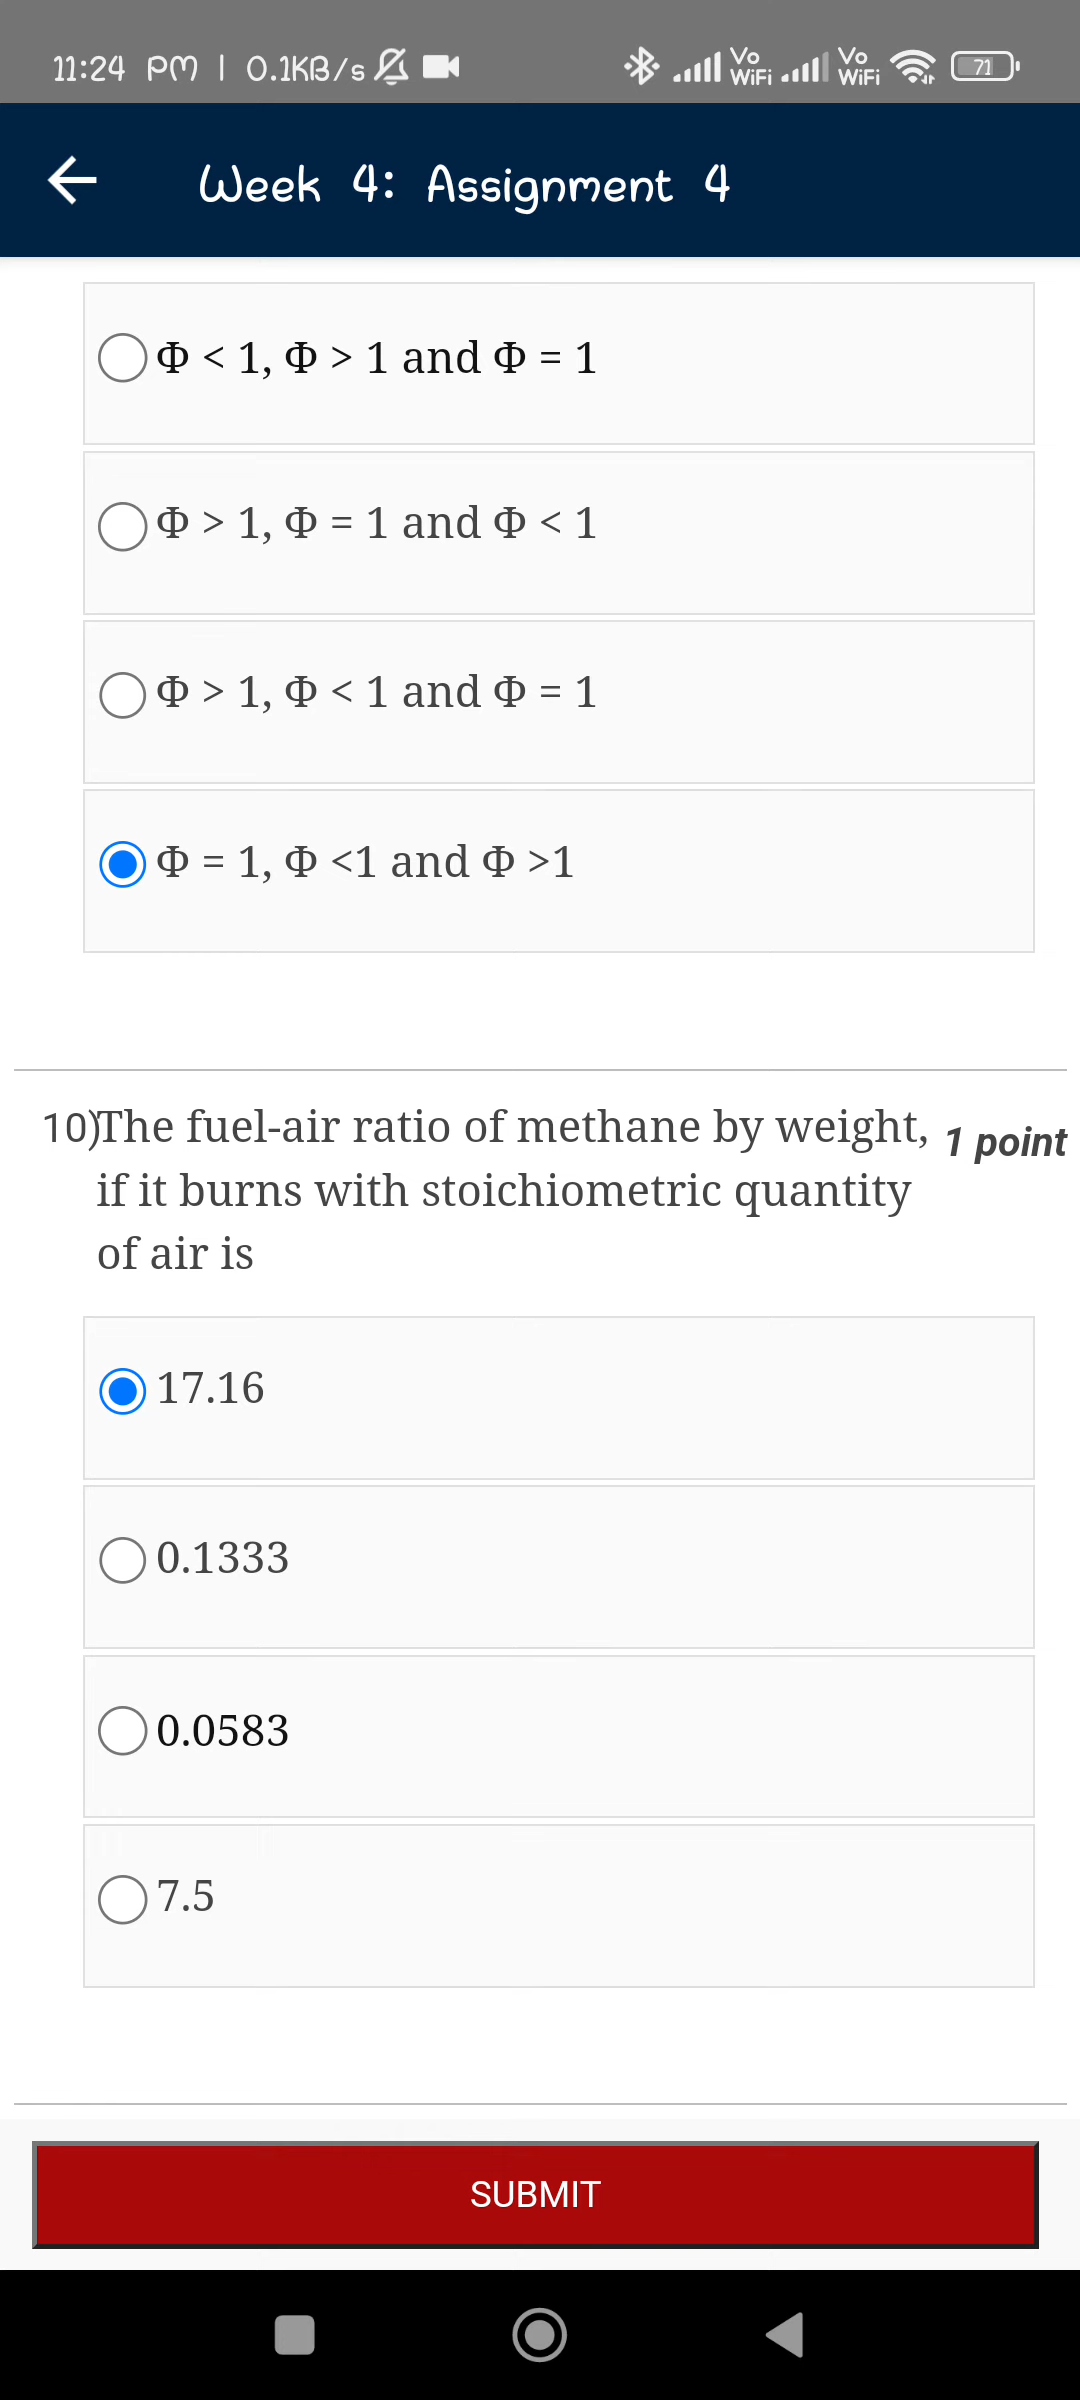 11:24 PM | 0.1KB/s Vo WiFi Vo WiFi 71
Week 4: Assignment 4
Φ < 1, Φ > 1 and Φ = 1
Φ > 1, Φ = 1 and Φ < 1
Φ > 1, Φ < 1 and Φ = 1
Φ = 1, Φ <1 and Φ >1
10)The fuel-air ratio of methane by weight, 1 point
if it burns with stoichiometric quantity
of air is
17.16
0.1333
0.0583
7.5
SUBMIT